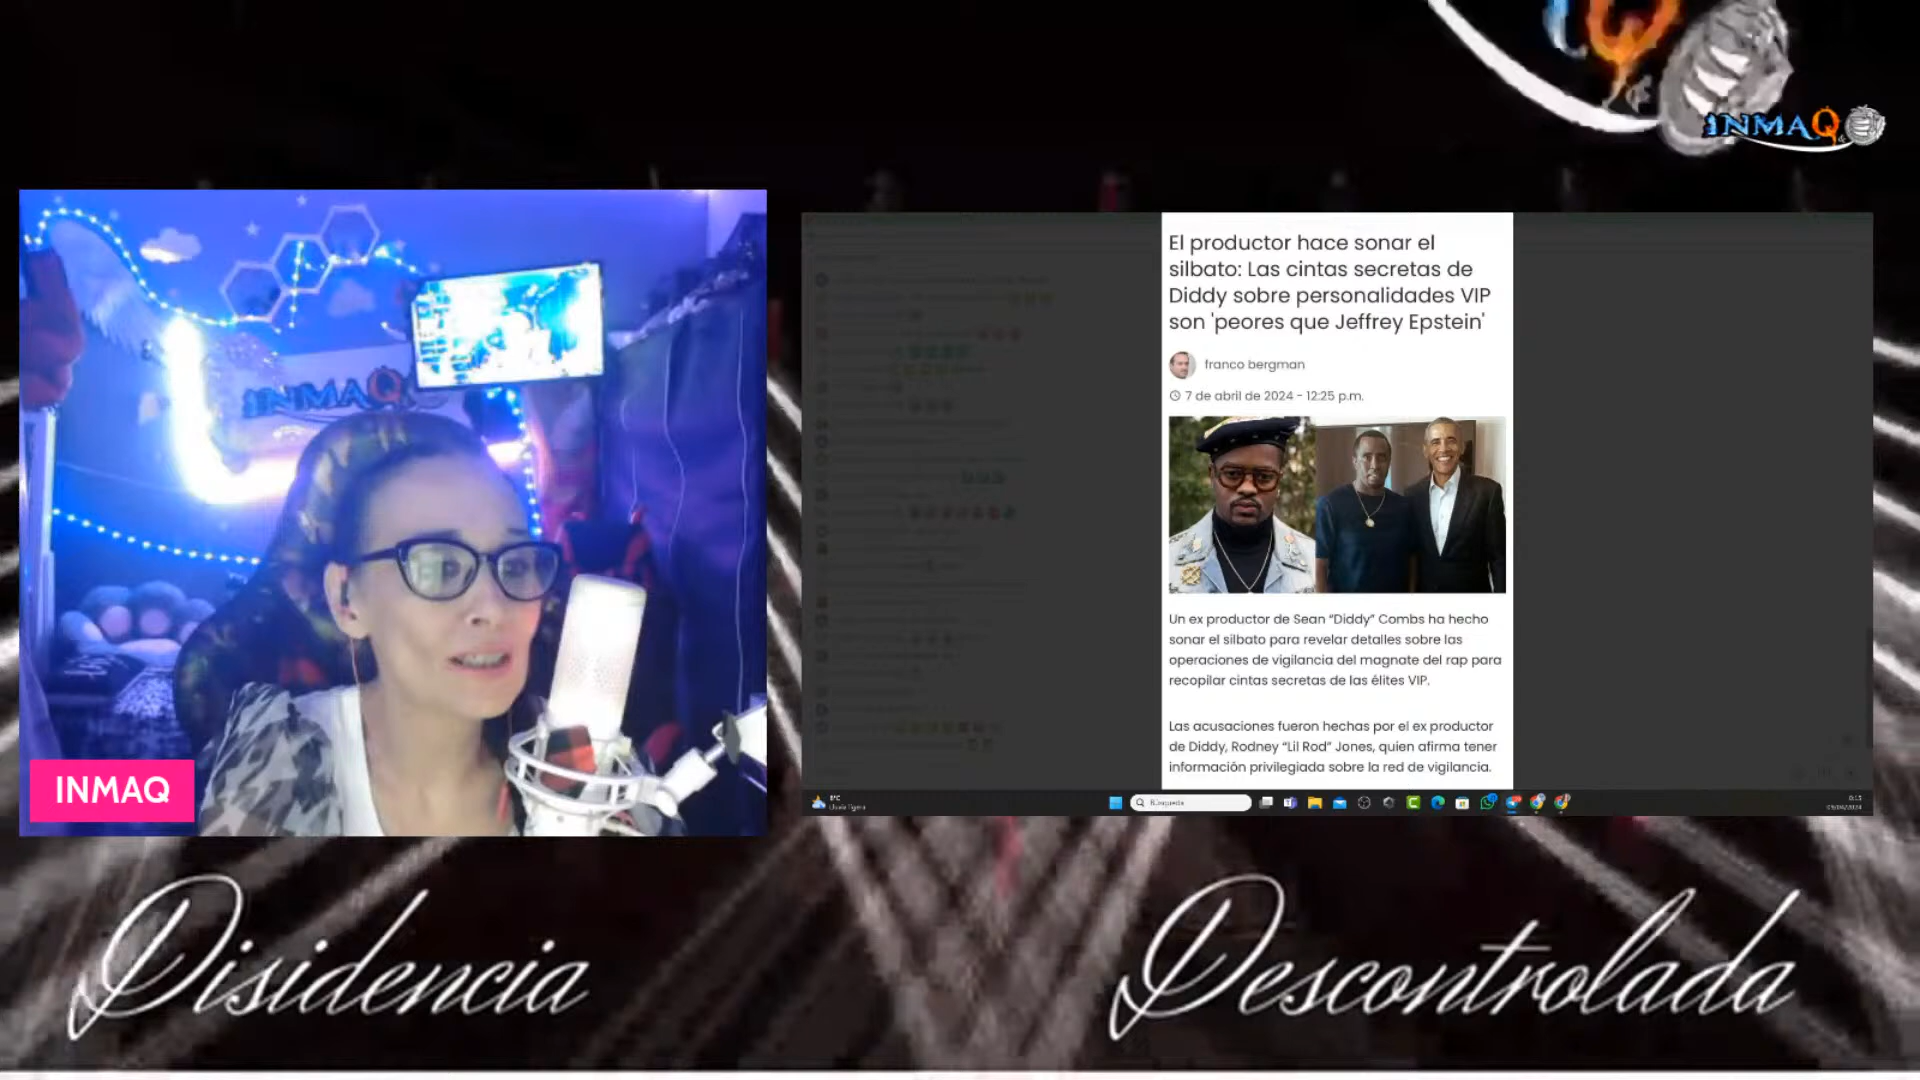 INMAQ
INMAQ
INMAQ
El productor hace sonar el
silbato: Las cintas secretas de
Diddy sobre personalidades VIP
son 'peores que Jeffrey Epstein'
franco bergman
7 de abril de 2024 - 12:25 p.m.
Un ex productor de Sean “Diddy” Combs ha hecho
sonar el silbato para revelar detalles sobre las
operaciones de vigilancia del magnate del rap para
recopilar cintas secretas de las élites VIP.
Las acusaciones fueron hechas por el ex productor
de Diddy, Rodney “Lil Rod” Jones, quien afirma tener
información privilegiada sobre la red de vigilancia.
Búsqueda
Disidencia
Descontrolada